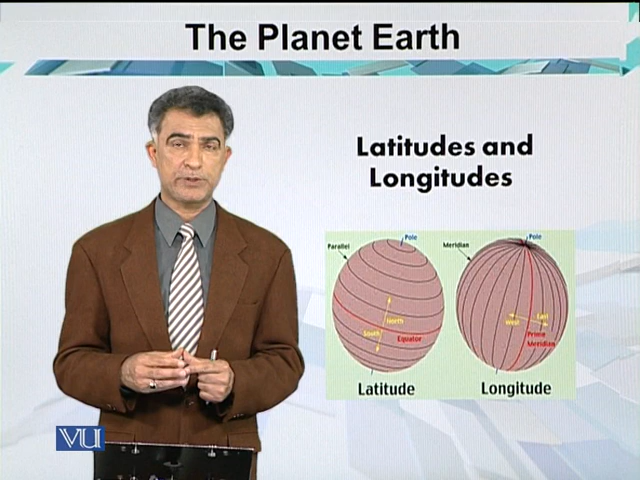 The Planet Earth
Latitudes and
Longitudes
Parallel
Pole
North
South
Equator
Latitude
Meridian
Pole
West
East
Prime
Meridian
Longitude
VU